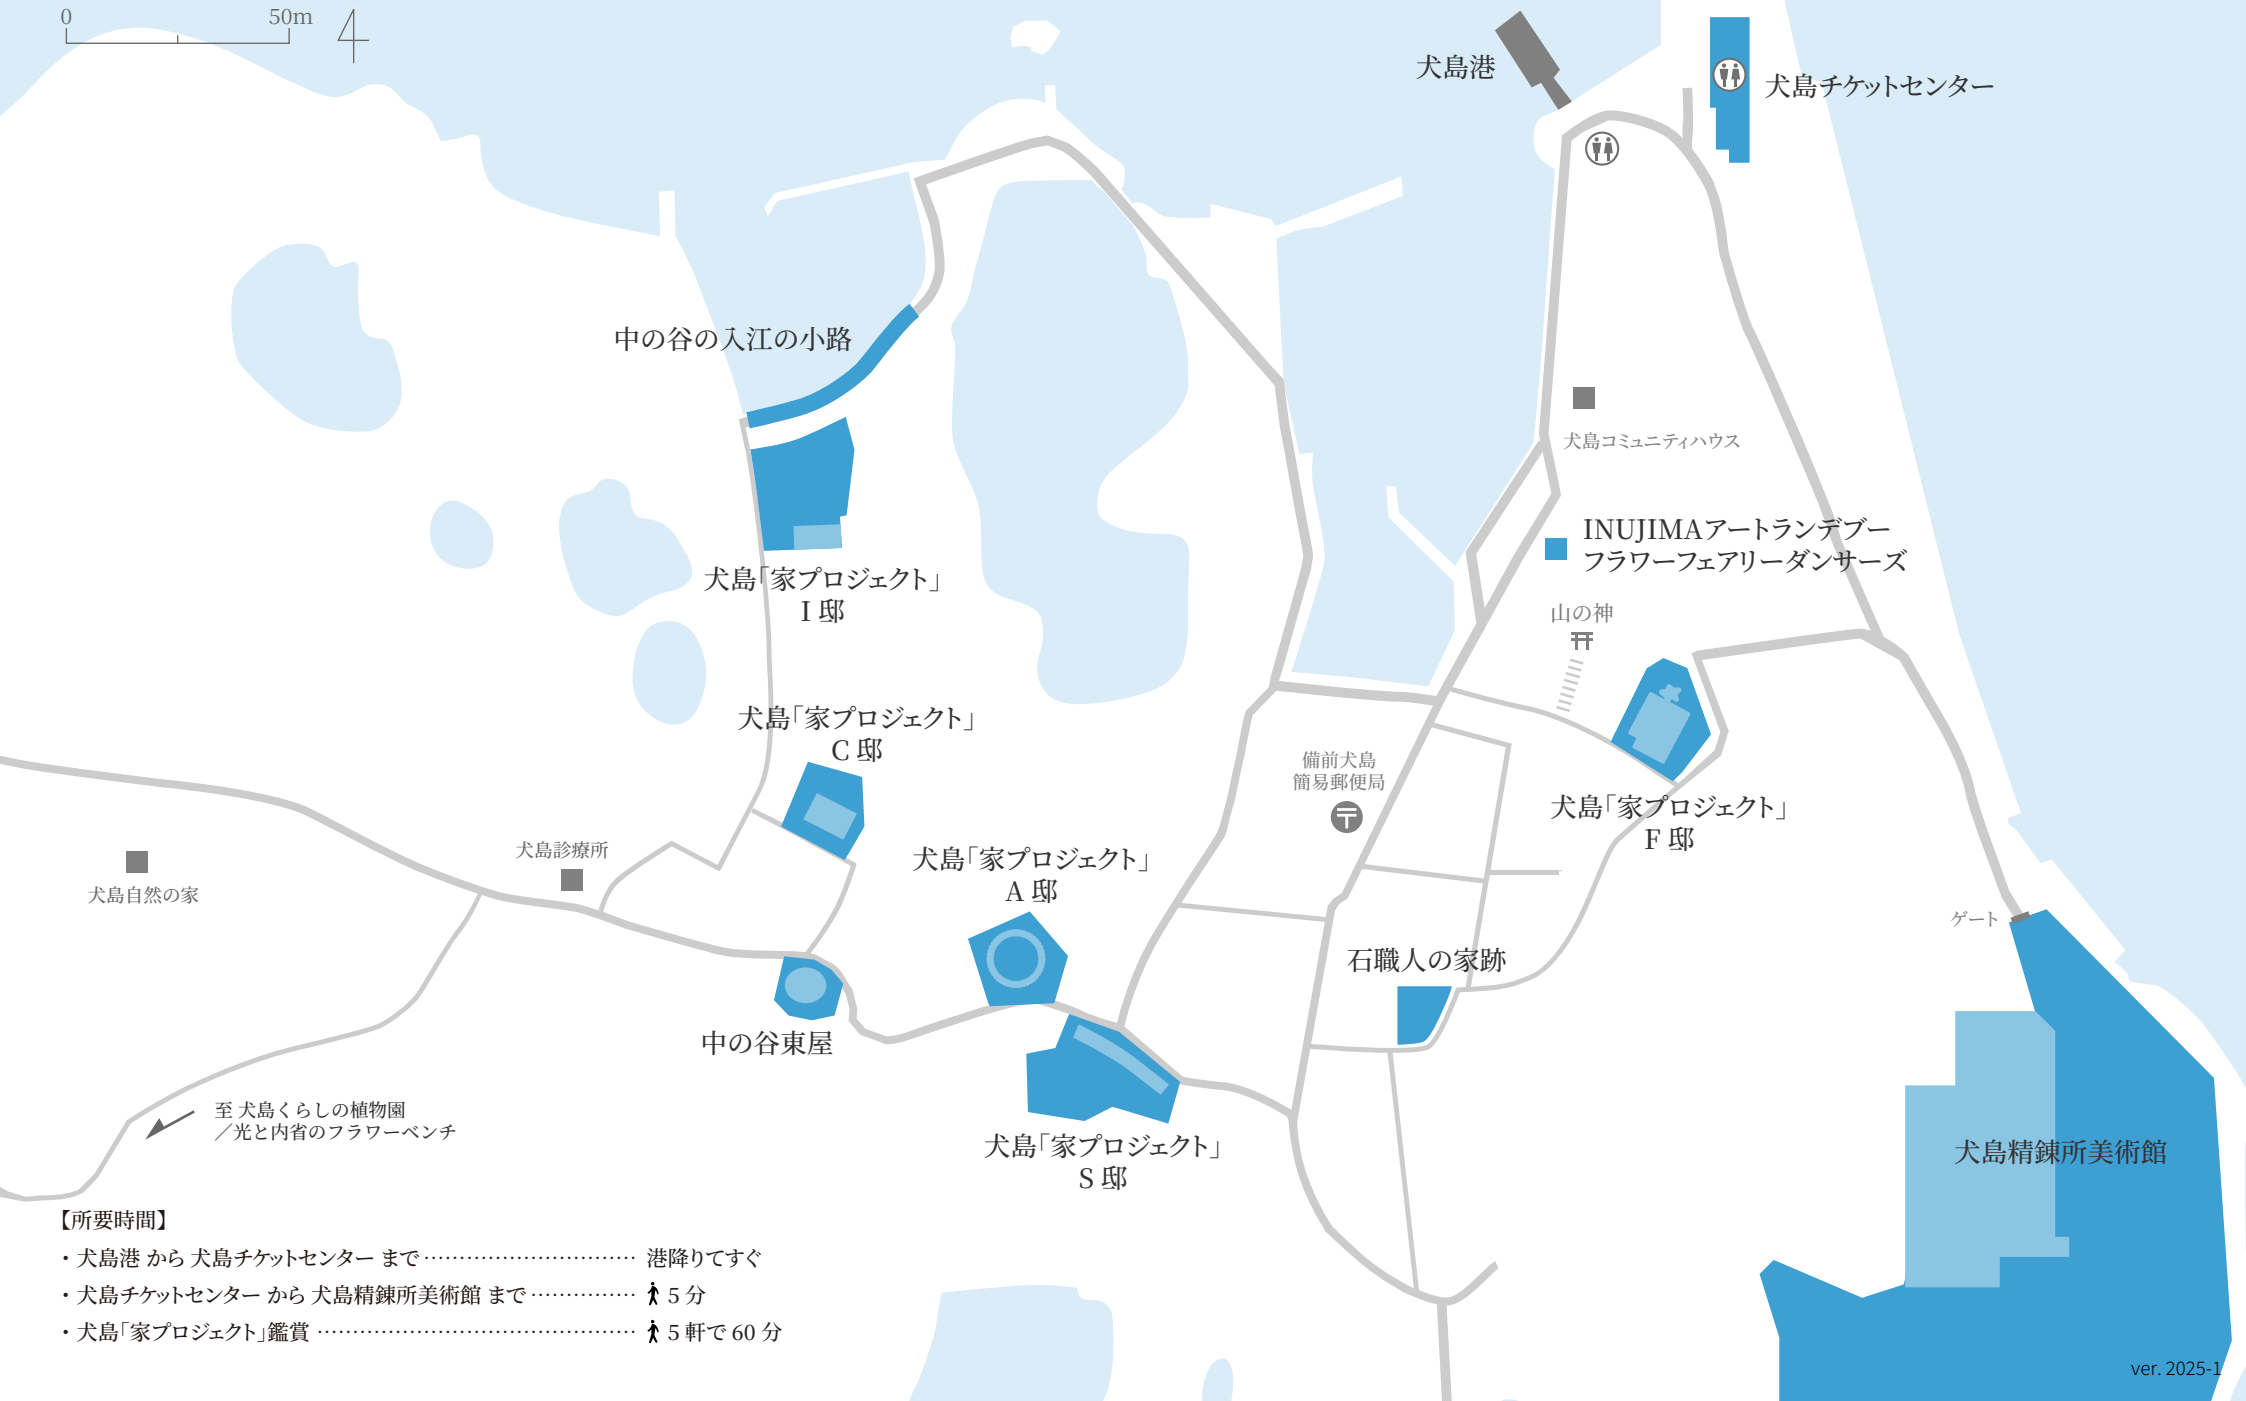 0 50m
犬島港
犬島チケットセンター
中の谷の入江の小路
犬島コミュニティハウス
INUJIMAアートランデブー
フラワーフェアリーダンサーズ
犬島「家プロジェクト」
I 邸
山の神
犬島「家プロジェクト」
C 邸
備前犬島
簡易郵便局
犬島「家プロジェクト」
F 邸
犬島診療所
犬島自然の家
犬島「家プロジェクト」
A 邸
ゲート
石職人の家跡
中の谷東屋
至 犬島くらしの植物園
／光と内省のフラワーベンチ
犬島「家プロジェクト」
S 邸
犬島精錬所美術館
【所要時間】
・犬島港 から 犬島チケットセンター まで…………………………港降りてすぐ
・犬島チケットセンター から 犬島精錬所美術館 まで……………5 分
・犬島「家プロジェクト」鑑賞………………………………………5 軒で 60 分
ver. 2025-1